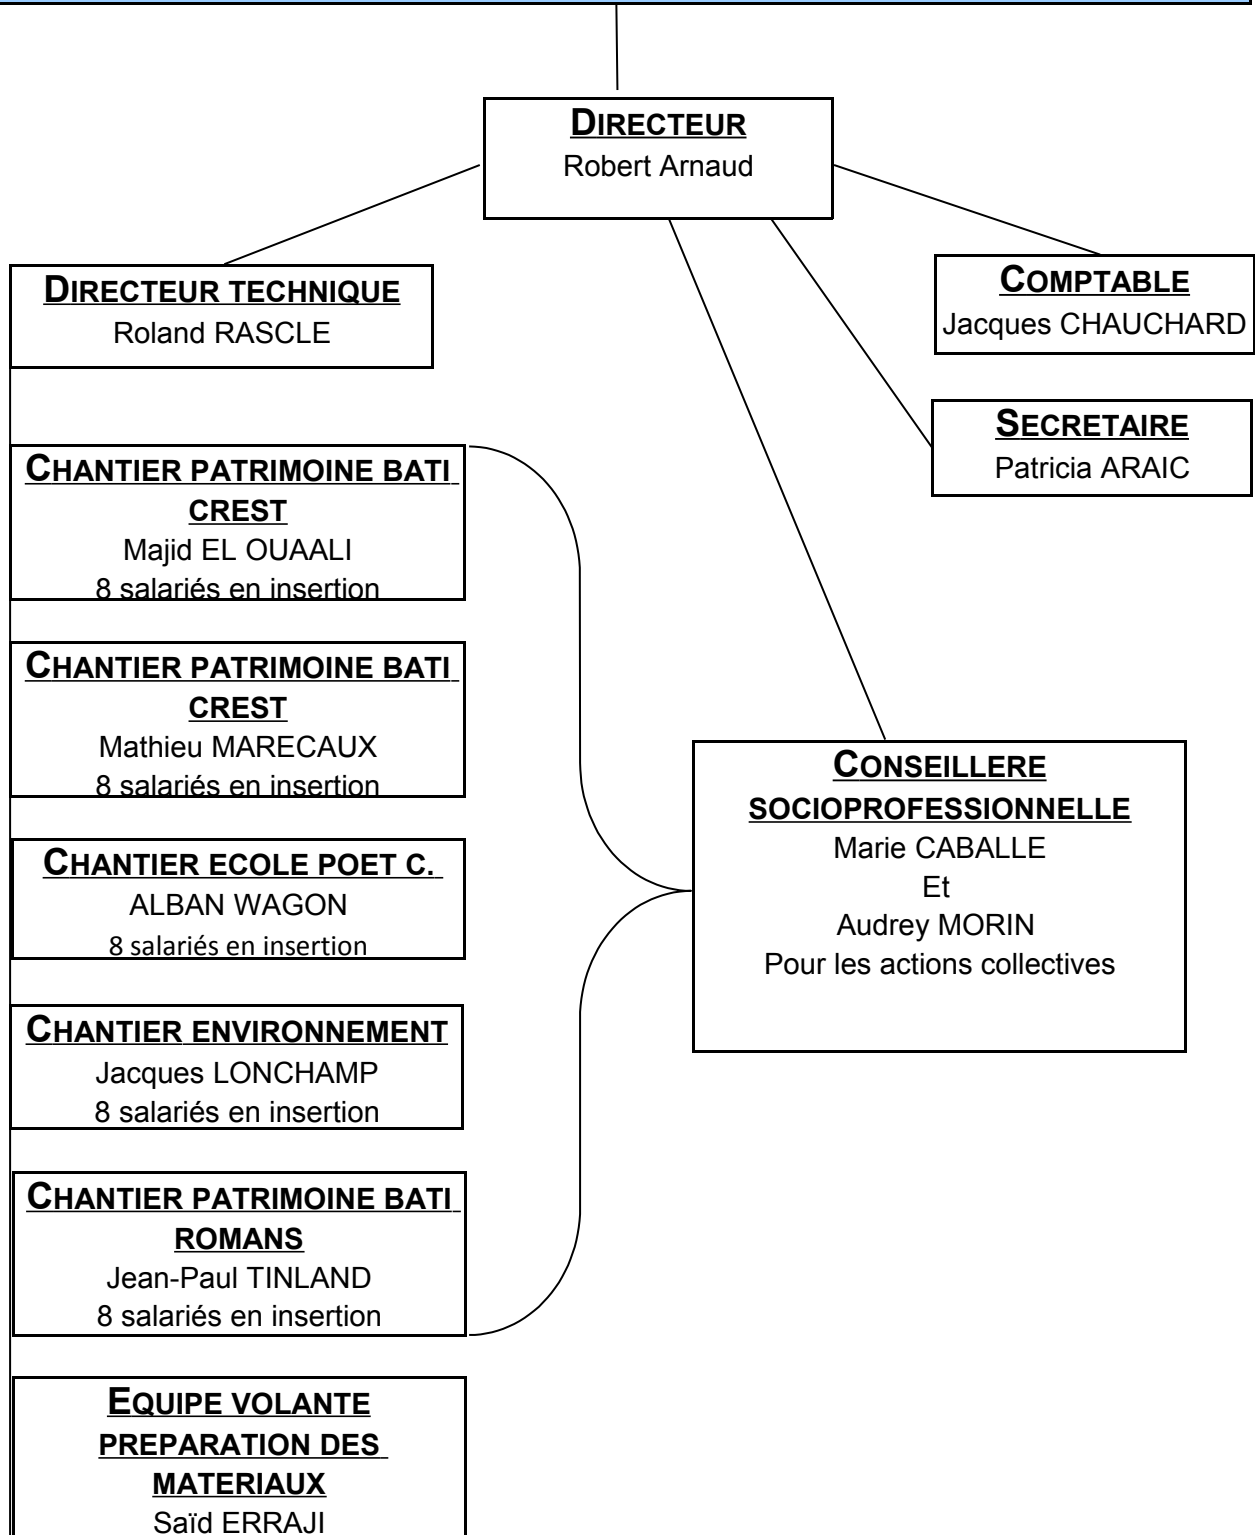 DIRECTEUR
Robert Arnaud
DIRECTEUR TECHNIQUE
Roland RASCLE
COMPTABLE
Jacques CHAUCHARD
SECRETAIRE
Patricia ARAIC
CHANTIER PATRIMOINE BATI
CREST
Majid EL OUAALI
8 salariés en insertion
CHANTIER PATRIMOINE BATI
CREST
Mathieu MARECAUX
8 salariés en insertion
CONSEILLERE
SOCIOPROFESSIONNELLE
Marie CABALLE
Et
Audrey MORIN
Pour les actions collectives
CHANTIER ECOLE POET C.
ALBAN WAGON
8 salariés en insertion
CHANTIER ENVIRONNEMENT
Jacques LONCHAMP
8 salariés en insertion
CHANTIER PATRIMOINE BATI
ROMANS
Jean-Paul TINLAND
8 salariés en insertion
EQUIPE VOLANTE
PREPARATION DES
MATERIAUX
Saïd ERRAJI